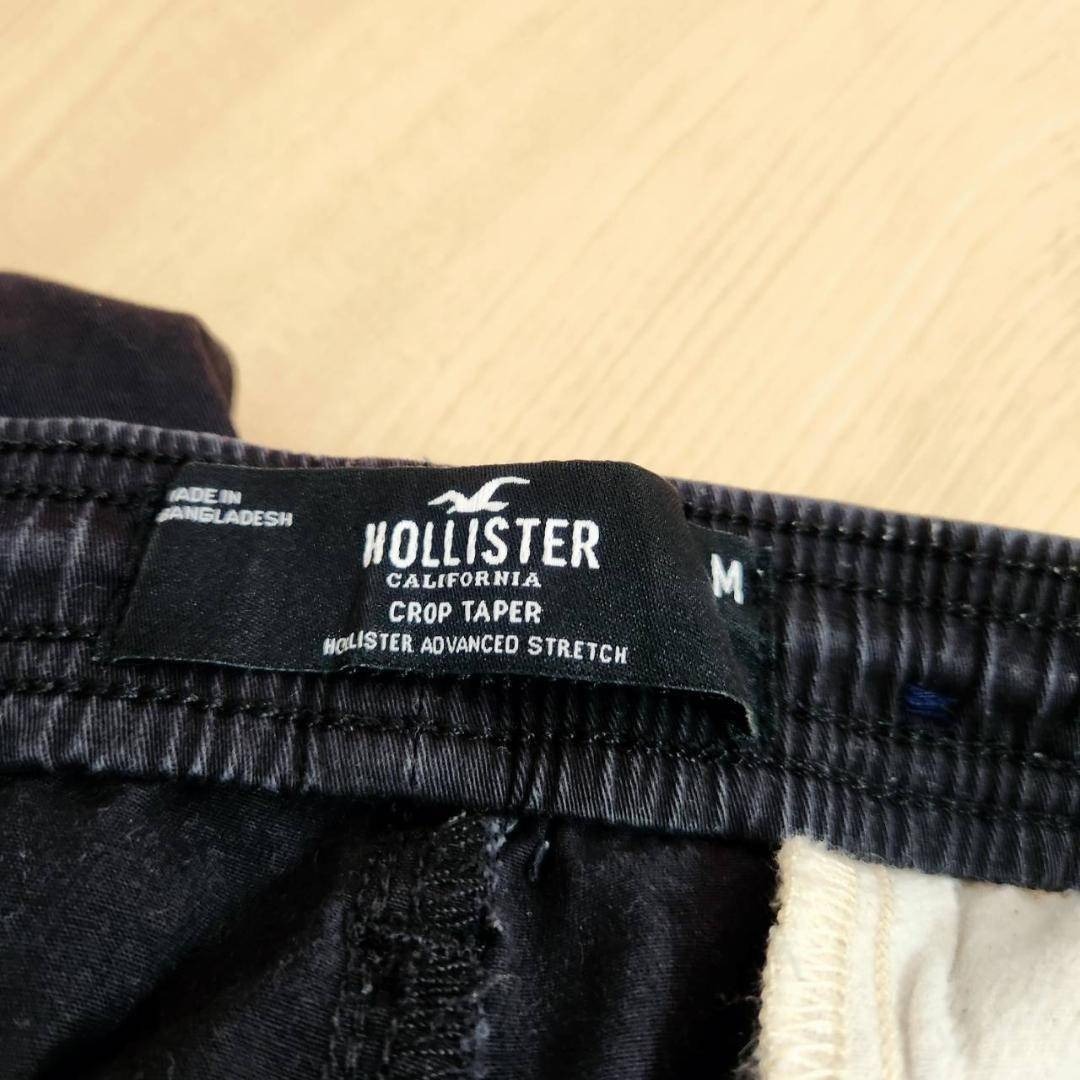 MADE IN
BANGLADESH
HOLLISTER
CALIFORNIA
CROP TAPER
HOLLISTER ADVANCED STRETCH
M